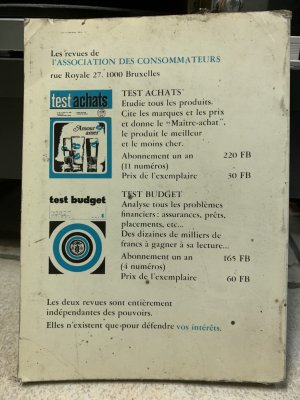 Les revues de
l'ASSOCIATION DES CONSOMMATEURS
rue Royale 27. 1000 Bruxelles
test achats
TEST ACHATS
Etudie tous les produits.
Cite les marques et les prix
et donne le "Maître-achat",
le produit le meilleur
et le moins cher.
Abonnement un an 220 FB
(11 numéros)
Prix de l'exemplaire 30 FB
test budget
TEST BUDGET
Analyse tous les problèmes
financiers : assurances, prêts,
placements, etc...
Des dizaines de milliers de
francs à gagner à sa lecture...
Abonnement un an 165 FB
(4 numéros)
Prix de l'exemplaire 60 FB
Les deux revues sont entièrement
indépendantes des pouvoirs.
Elles n'existent que pour défendre vos intérêts.